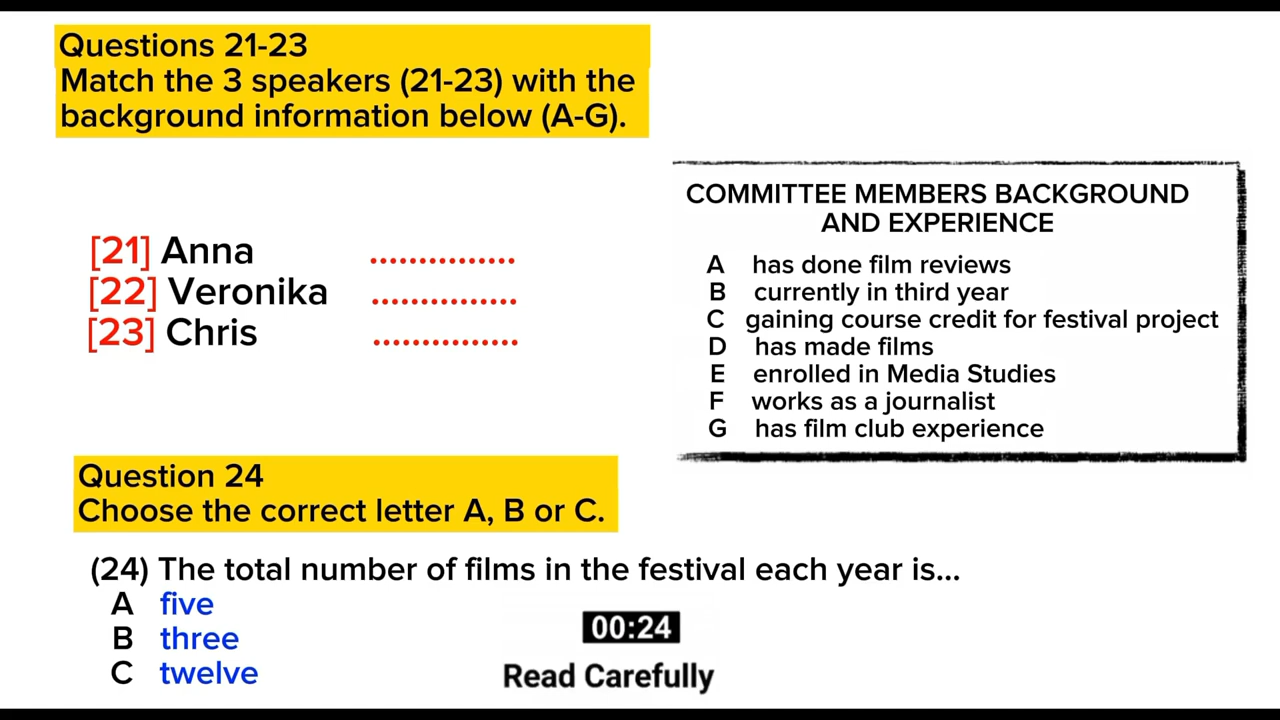 Questions 21-23
Match the 3 speakers (21-23) with the
background information below (A-G).
[21] Anna ...............
[22] Veronika ...............
[23] Chris ...............
COMMITTEE MEMBERS BACKGROUND
AND EXPERIENCE
A has done film reviews
B currently in third year
C gaining course credit for festival project
D has made films
E enrolled in Media Studies
F works as a journalist
G has film club experience
Question 24
Choose the correct letter A, B or C.
(24) The total number of films in the festival each year is...
A five
B three
C twelve
00:24
Read Carefully